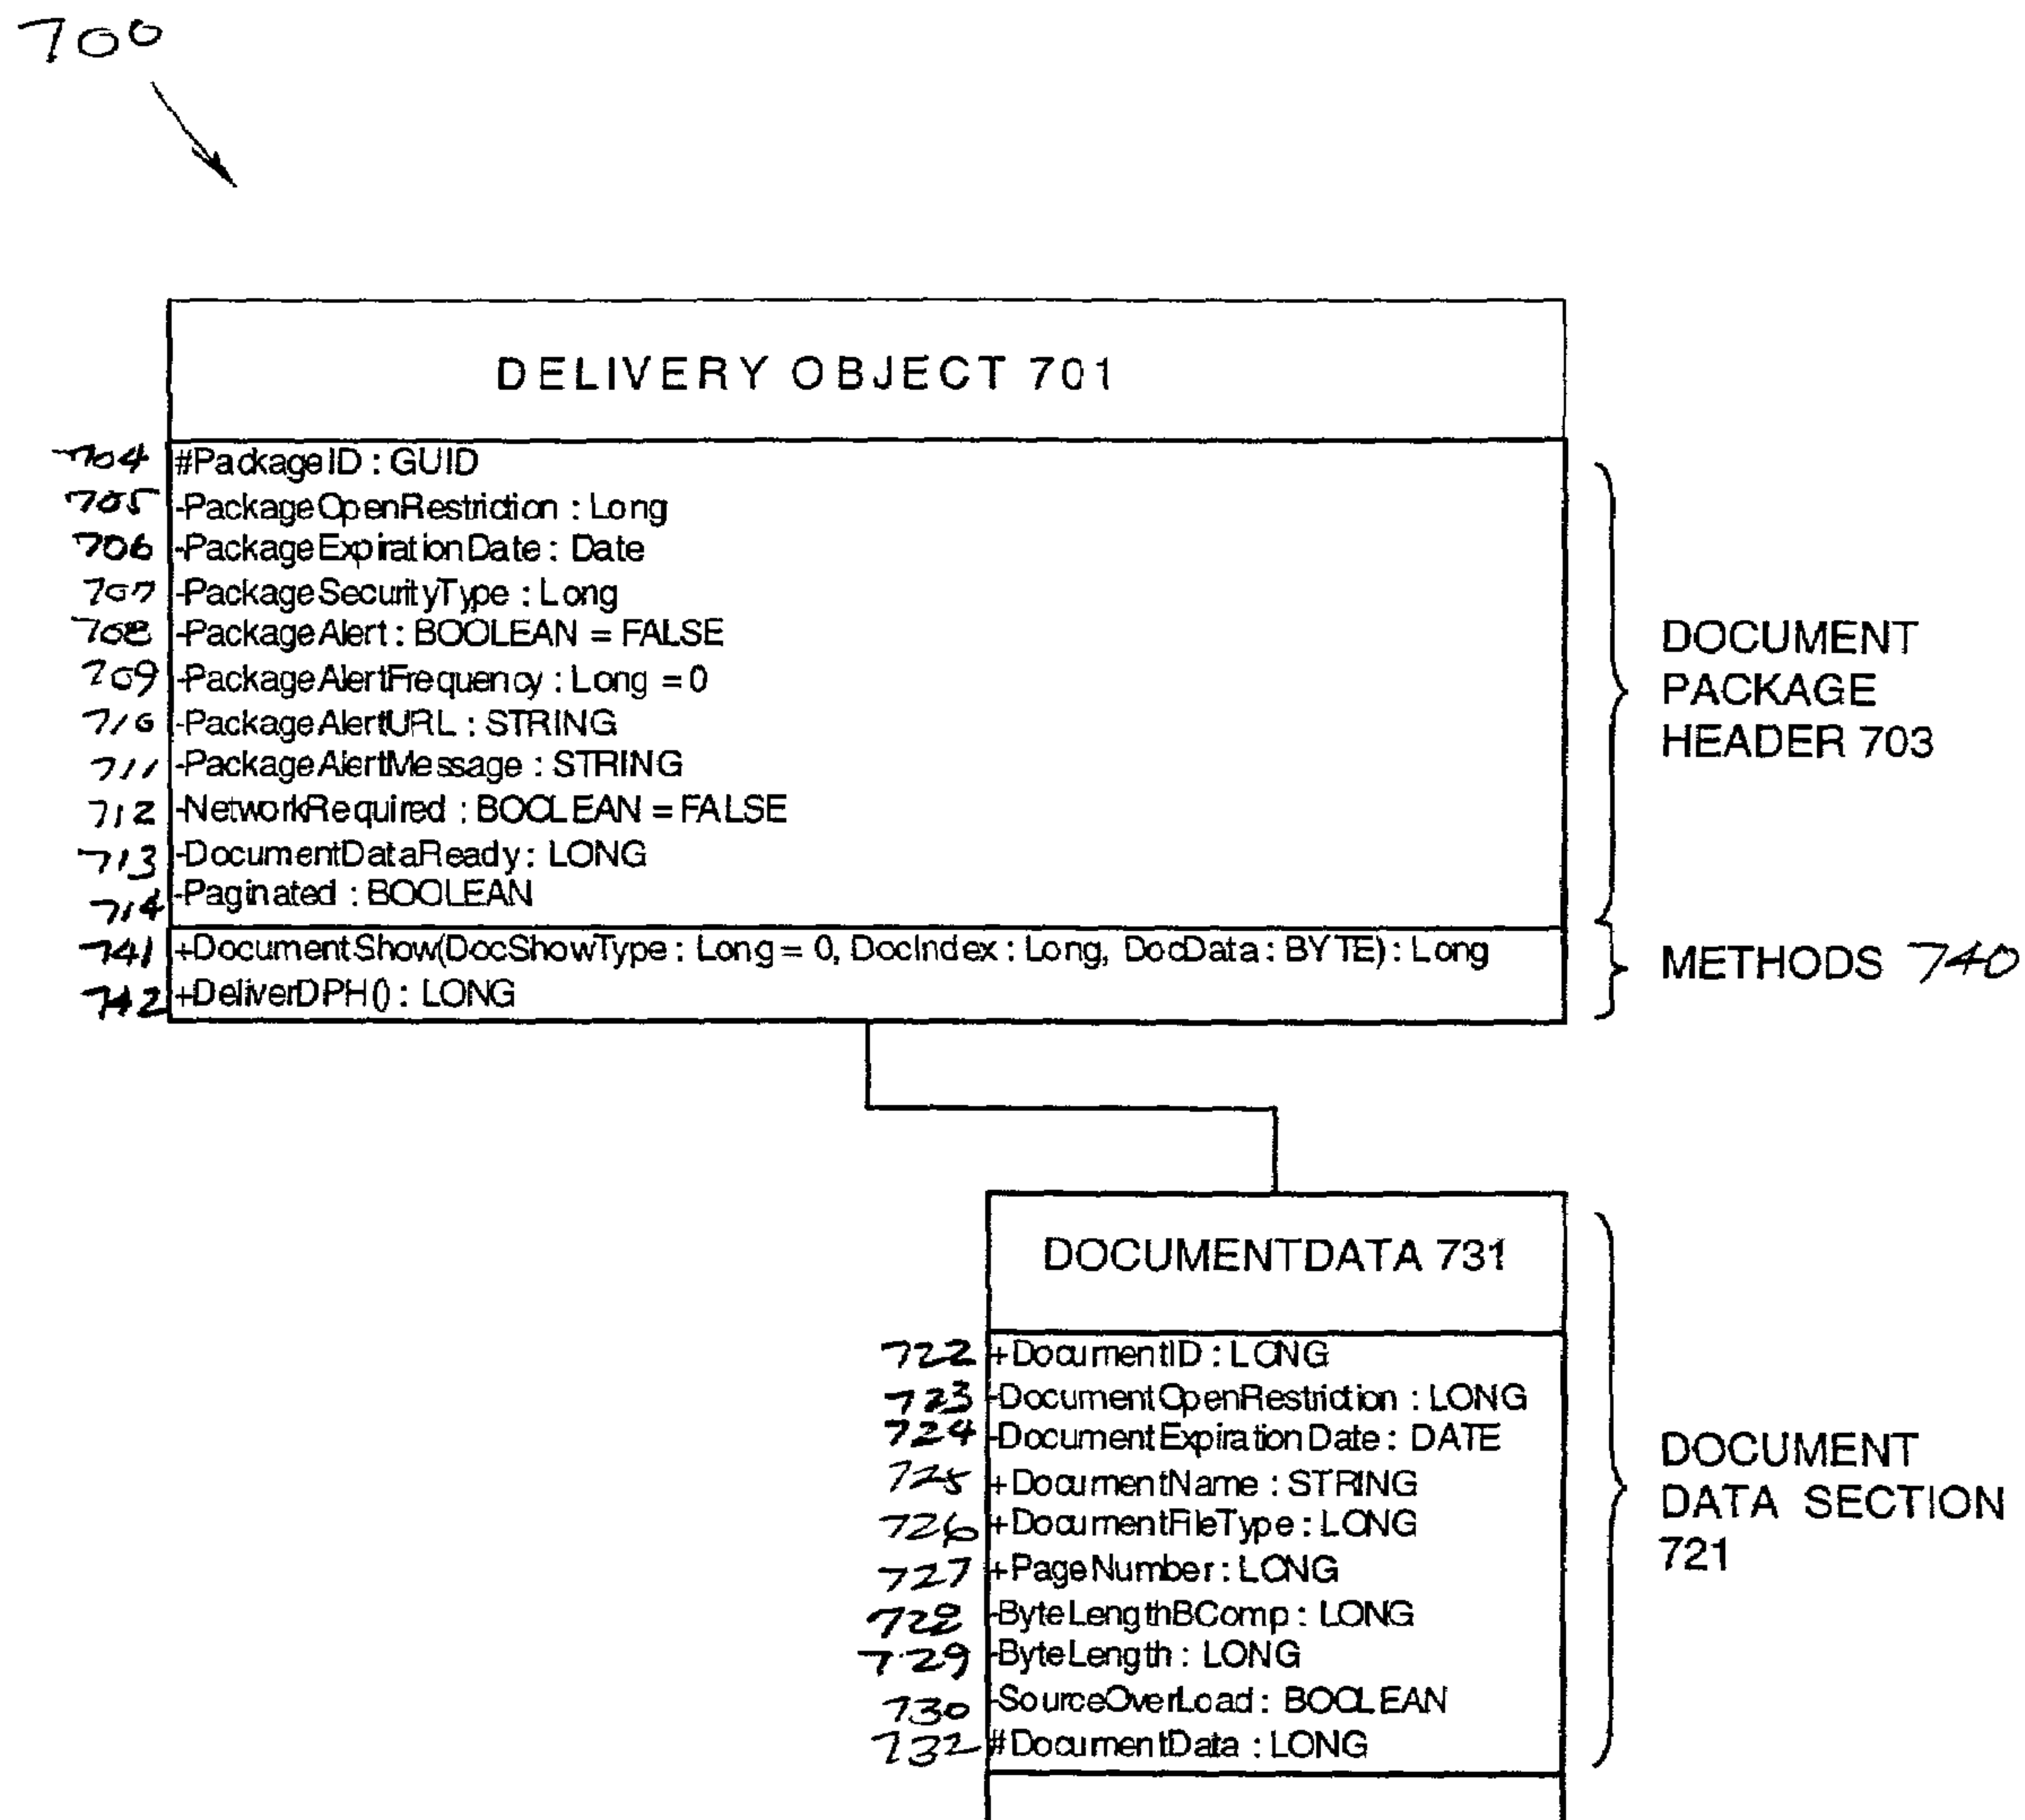 700
DELIVERY OBJECT 701
704 #PackageID : GUID
705 -PackageOpenRestriction : Long
706 -PackageExpirationDate : Date
707 -PackageSecurityType : Long
708 -PackageAlert : BOOLEAN = FALSE
709 -PackageAlertFrequency : Long = 0
710 -PackageAlertURL : STRING
711 -PackageAlertMessage : STRING
712 -NetworkRequired : BOOLEAN = FALSE
713 -DocumentDataReady : LONG
714 -Paginated : BOOLEAN
DOCUMENT
PACKAGE
HEADER 703
741 +DocumentShow(DocShowType : Long = 0, DocIndex : Long, DocData : BYTE) : Long
742 +DeliverDPH() : LONG
METHODS 740
DOCUMENTDATA 731
722 +DocumentID : LONG
723 -DocumentOpenRestriction : LONG
724 -DocumentExpirationDate : DATE
725 +DocumentName : STRING
726 +DocumentFileType : LONG
727 +PageNumber : LONG
728 -ByteLengthBComp : LONG
729 -ByteLength : LONG
730 -SourceOverLoad : BOOLEAN
732 #DocumentData : LONG
DOCUMENT
DATA SECTION
721